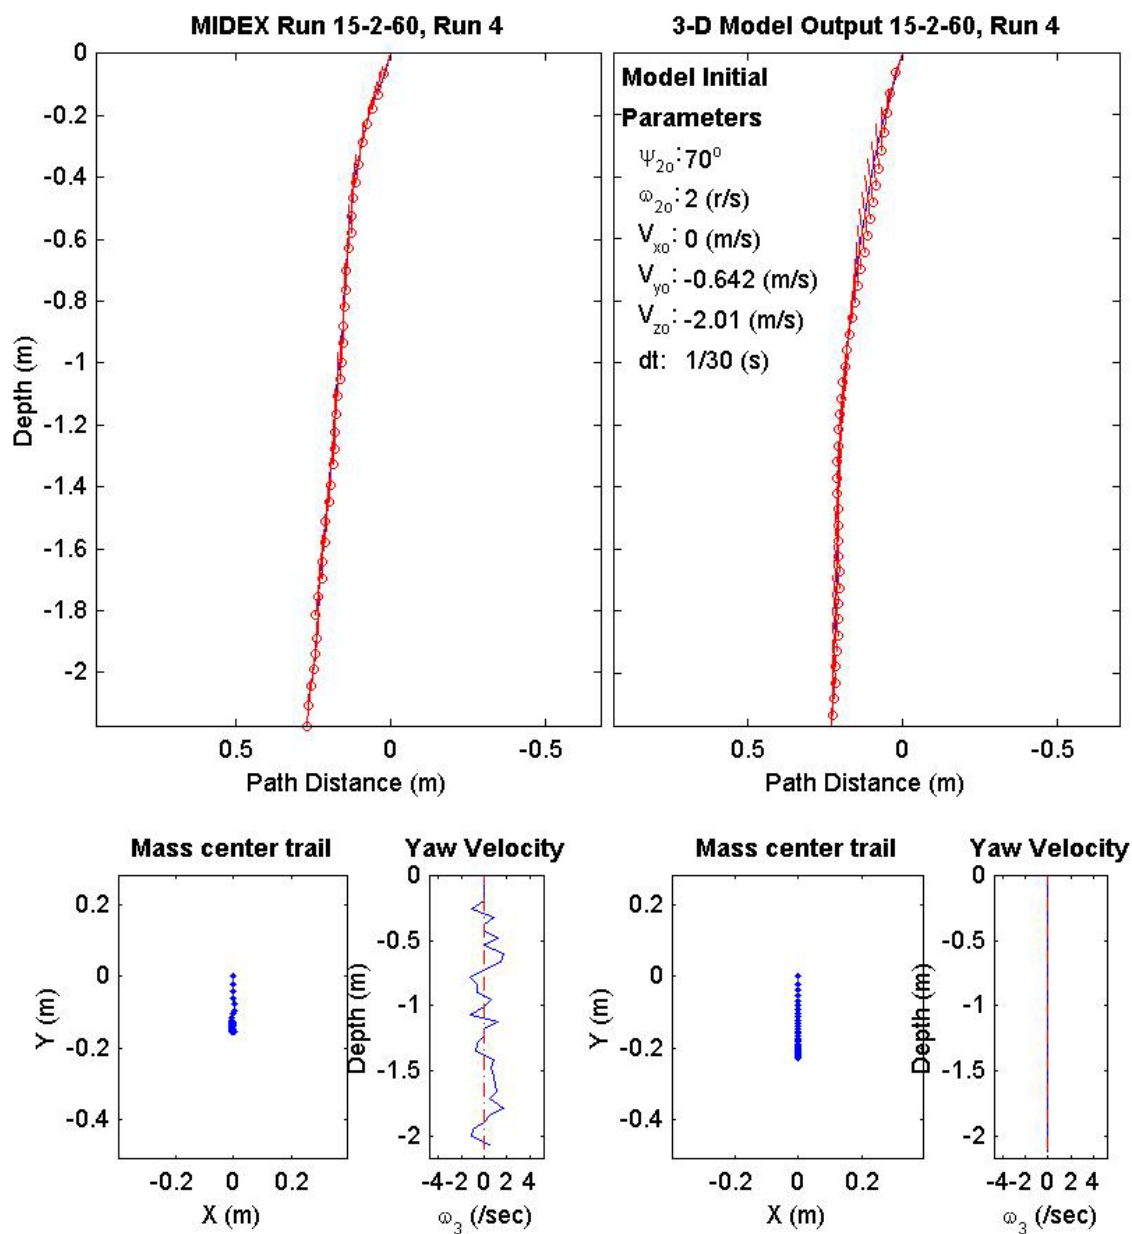 MIDEX Run 15-2-60, Run 4
3-D Model Output 15-2-60, Run 4
0
-0.2
-0.4
-0.6
-0.8
-1
-1.2
-1.4
-1.6
-1.8
-2
Depth (m)
0.5 0 -0.5
Path Distance (m)
Model Initial
Parameters
Ψ2o: 70o
ω2o: 2 (r/s)
Vxo: 0 (m/s)
Vyo: -0.642 (m/s)
Vzo: -2.01 (m/s)
dt: 1/30 (s)
0.5 0 -0.5
Path Distance (m)
Mass center trail
0.2
0
-0.2
-0.4
Y (m)
-0.2 0 0.2
X (m)
Yaw Velocity
0
-0.5
-1
-1.5
-2
Depth (m)
-4 -2 0 2 4
ω3 (/sec)
Mass center trail
0.2
0
-0.2
-0.4
Y (m)
-0.2 0 0.2
X (m)
Yaw Velocity
0
-0.5
-1
-1.5
-2
Depth (m)
-4 -2 0 2 4
ω3 (/sec)